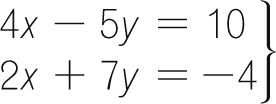 4x − 5y = 10
2x + 7y = −4